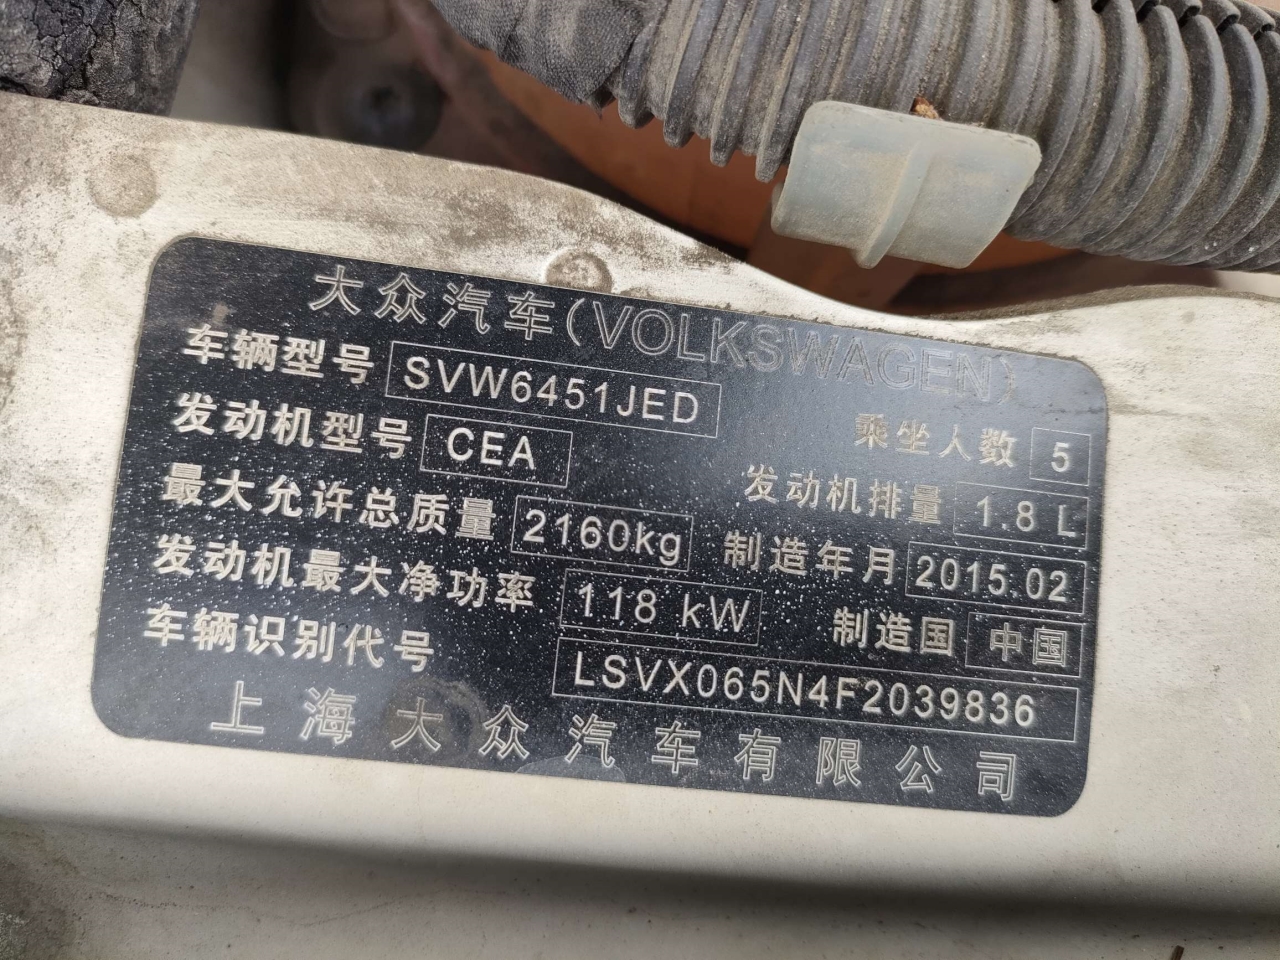 大众汽车(VOLKSWAGEN)
车辆型号 SVW6451JED
乘坐人数 5
发动机型号 CEA
发动机排量 1.8 L
最大允许总质量 2160kg
制造年月 2015.02
发动机最大净功率 118 kW
制造国 中国
车辆识别代号 LSVX065N4F2039836
上海大众汽车有限公司